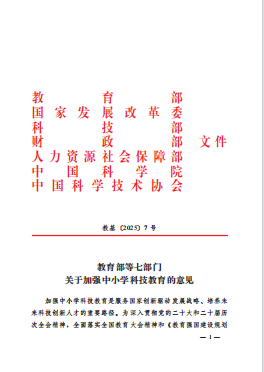 教育部
国家发展改革委
科技部
财政部 文件
人力资源社会保障部
中国科学院
中国科学技术协会
教基〔2025〕7号
教育部等七部门
关于加强中小学科技教育的意见
加强中小学科技教育是服务国家创新驱动发展战略、培养未
来科技创新人才的重要路径。为深入贯彻党的二十大和二十届历
次全会精神，全面落实全国教育大会精神和《教育强国建设规划
— 1 —